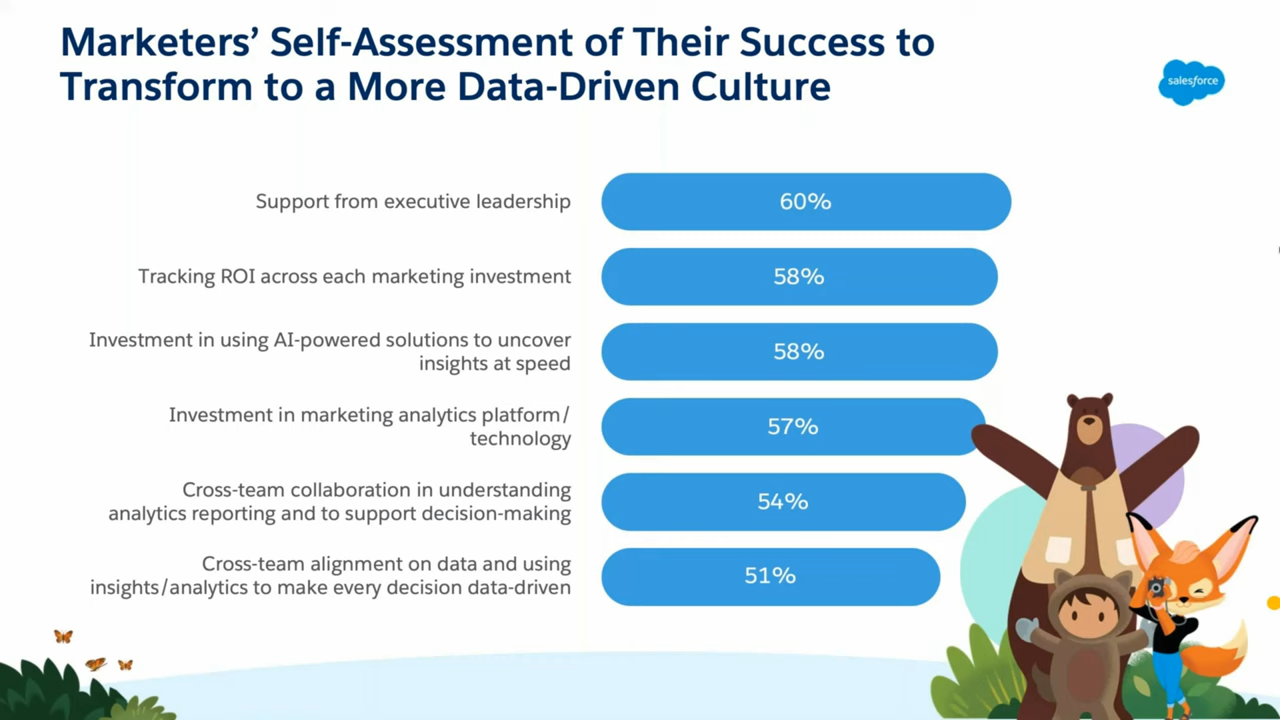 Marketers’ Self-Assessment of Their Success to
Transform to a More Data-Driven Culture
salesforce
Support from executive leadership
60%
Tracking ROI across each marketing investment
58%
Investment in using AI-powered solutions to uncover
insights at speed
58%
Investment in marketing analytics platform/
technology
57%
Cross-team collaboration in understanding
analytics reporting and to support decision-making
54%
Cross-team alignment on data and using
insights/analytics to make every decision data-driven
51%